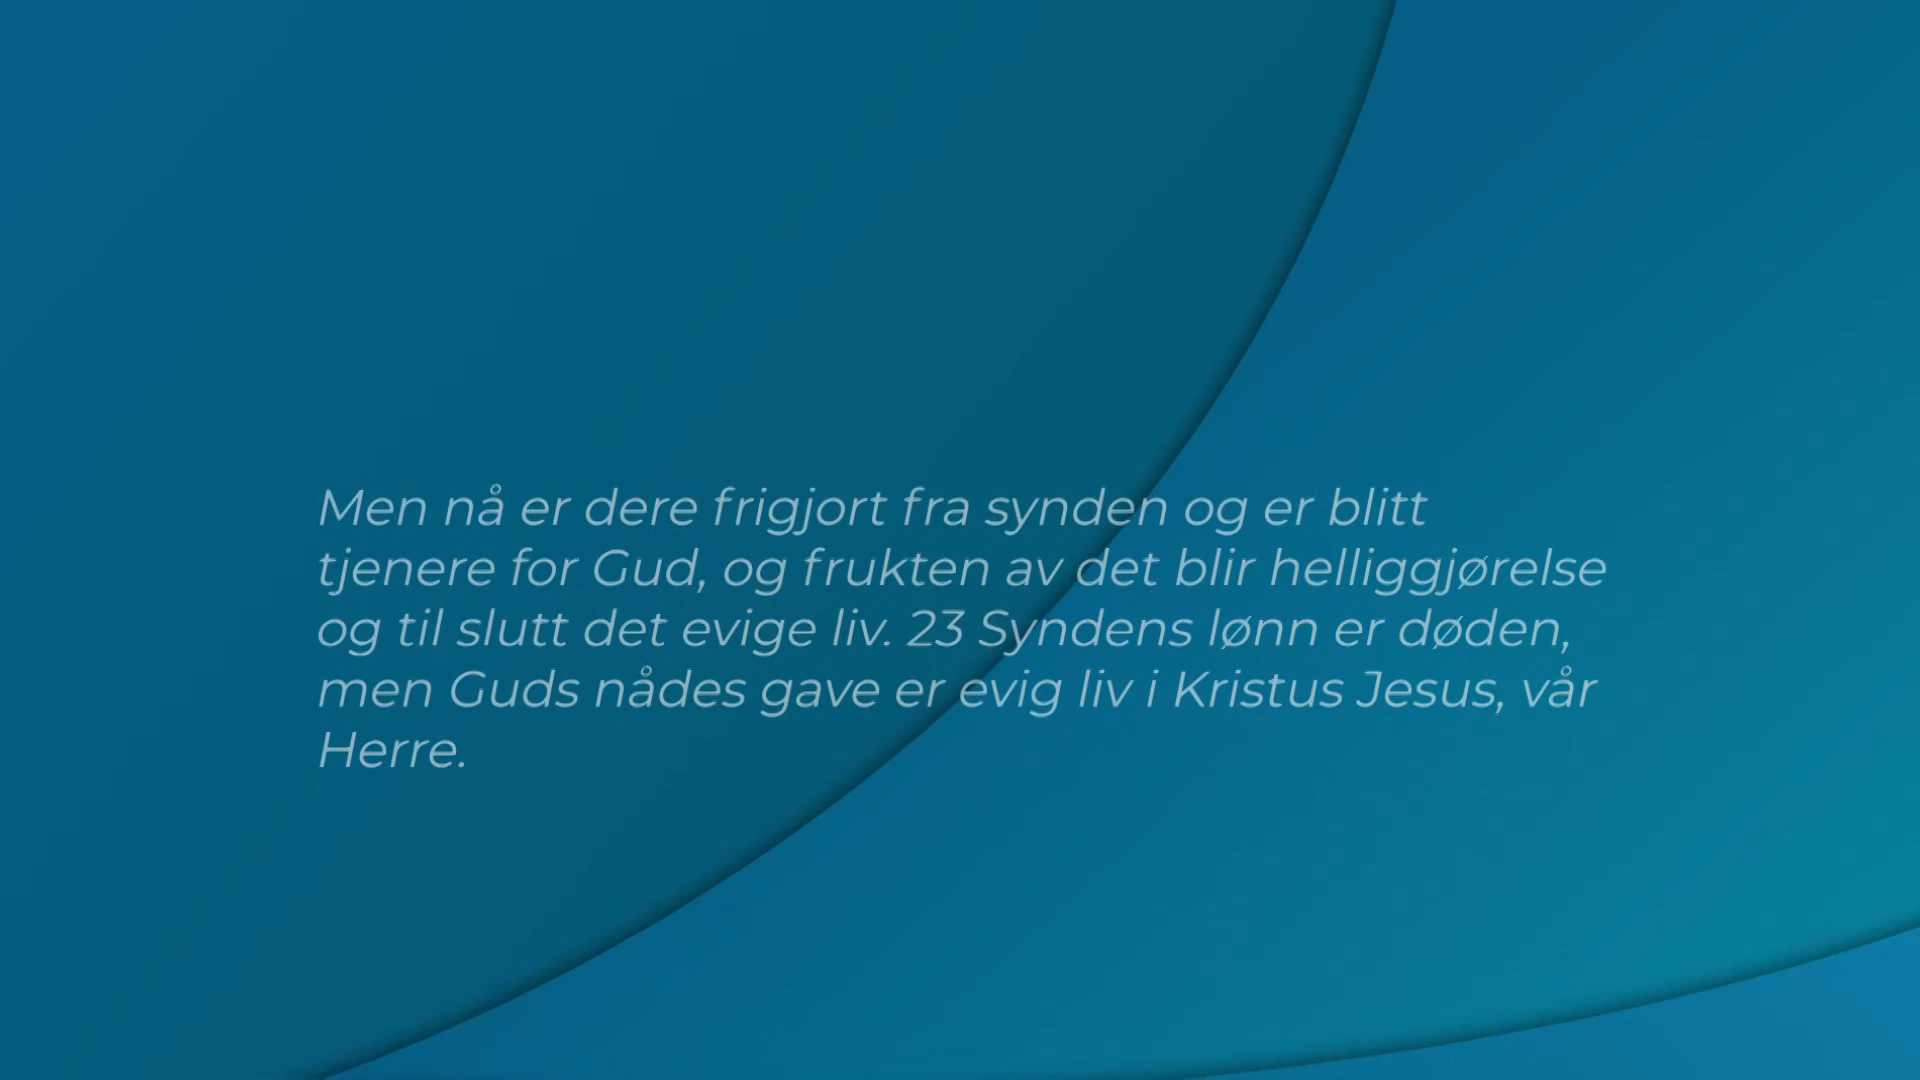 Men nå er dere frigjort fra synden og er blitt
tjenere for Gud, og frukten av det blir helliggjørelse
og til slutt det evige liv. 23 Syndens lønn er døden,
men Guds nådes gave er evig liv i Kristus Jesus, vår
Herre.